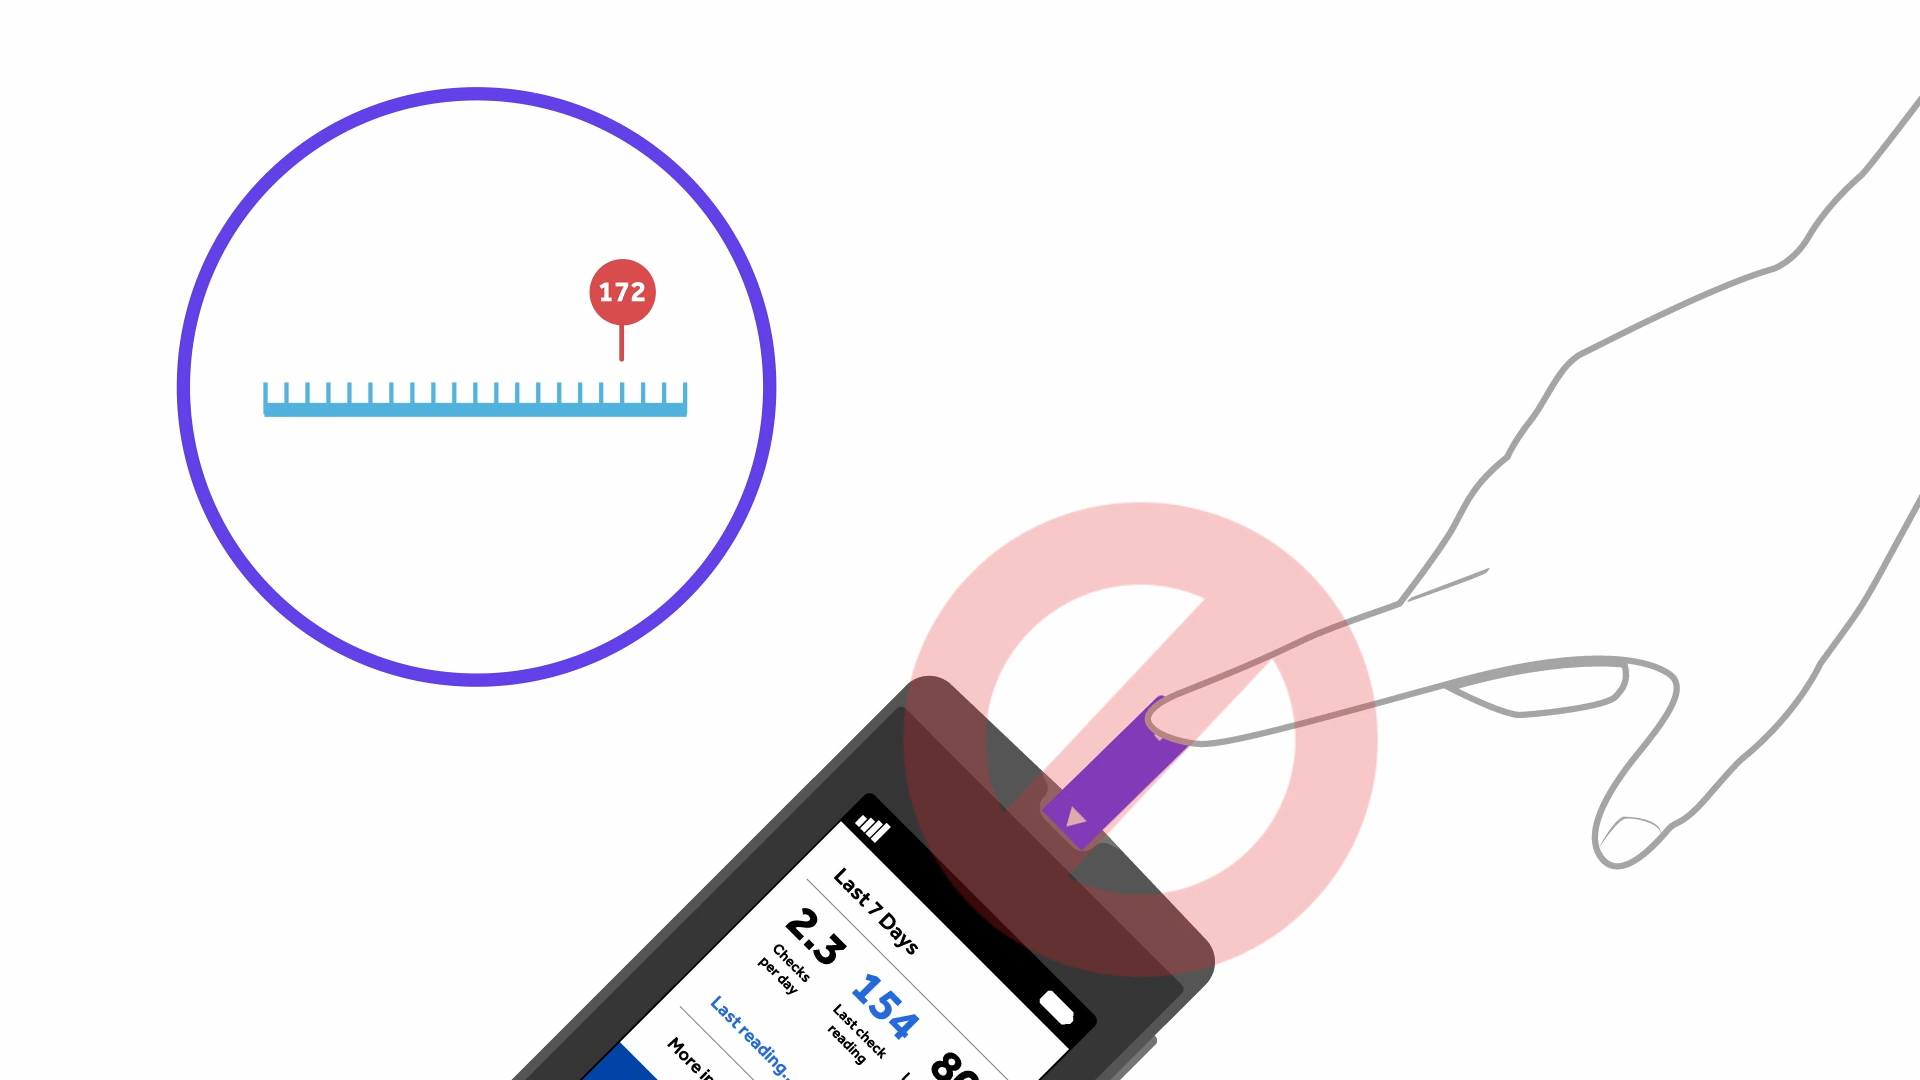 172
Last 7 Days
2.3
Checks
per day
154
Last check
reading
Last reading...